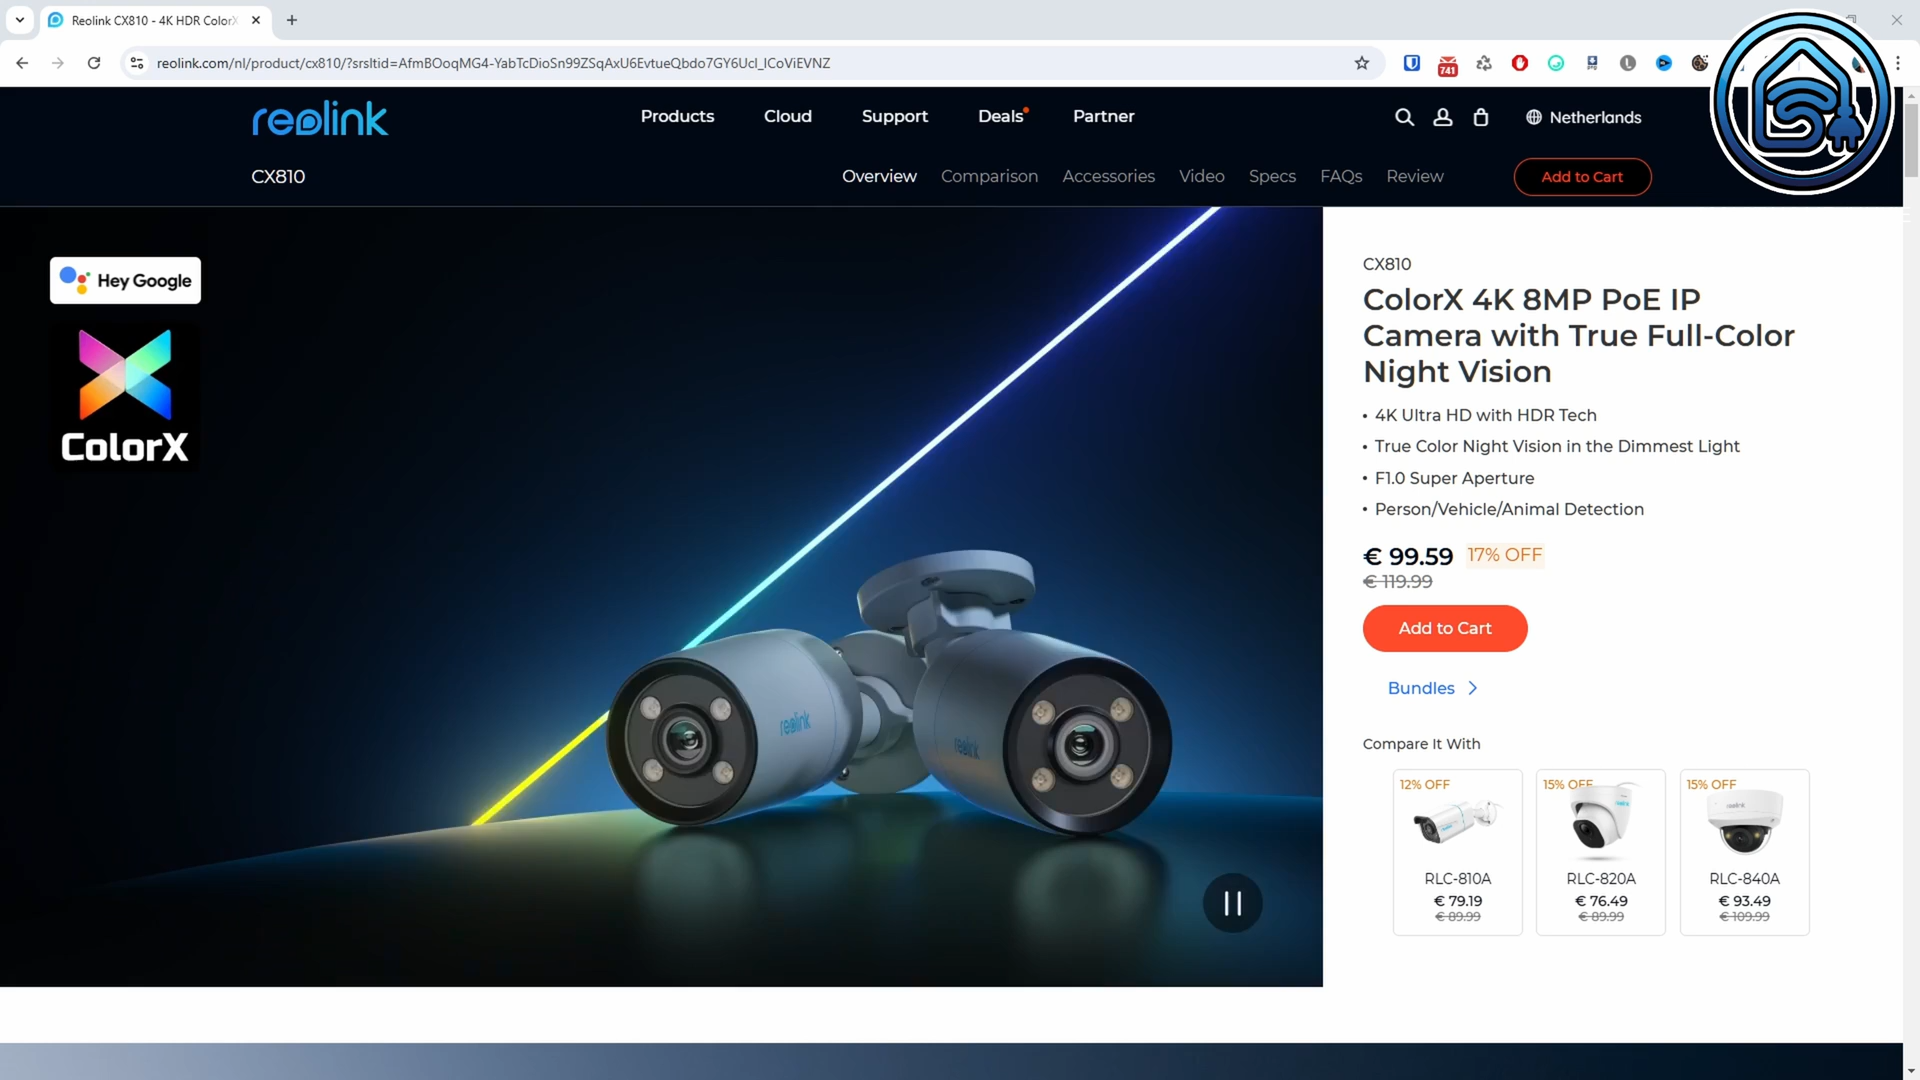 Reolink CX810 - 4K HDR ColorX
reolink.com/nl/product/cx810/?srsltid=AfmBOoqMG4-YabTcDioSn99ZSqAxU6EvtueQbdo7GY6Ucl_ICoViEVNZ
741
reolink
Products
Cloud
Support
Deals
Partner
Netherlands
CX810
Overview
Comparison
Accessories
Video
Specs
FAQs
Review
Add to Cart
Hey Google
ColorX
reolink
reolink
CX810
ColorX 4K 8MP PoE IP
Camera with True Full-Color
Night Vision
• 4K Ultra HD with HDR Tech
• True Color Night Vision in the Dimmest Light
• F1.0 Super Aperture
• Person/Vehicle/Animal Detection
€ 99.59 17% OFF
€ 119.99
Add to Cart
Bundles
Compare It With
12% OFF
RLC-810A
€ 79.19
€ 89.99
15% OFF
RLC-820A
€ 76.49
€ 89.99
15% OFF
reolink
RLC-840A
€ 93.49
€ 109.99